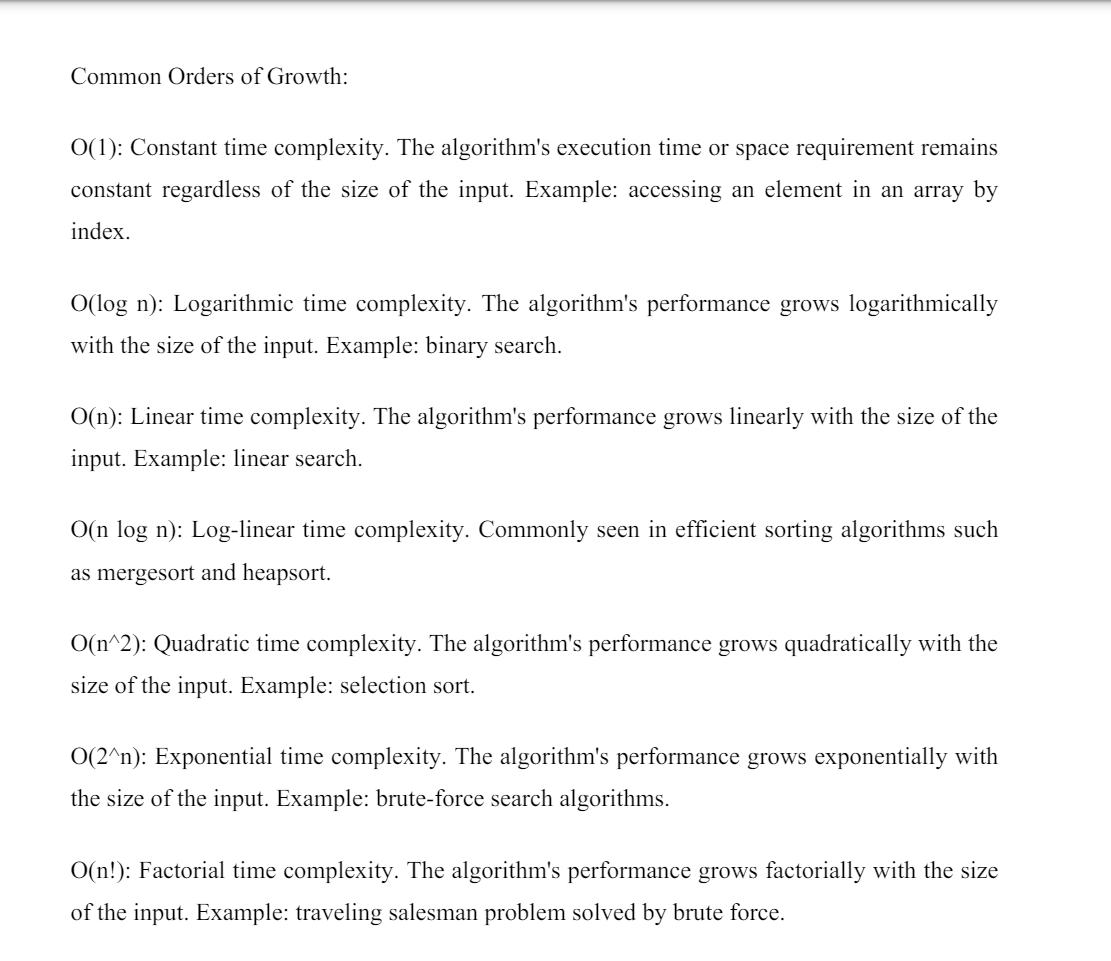 Common Orders of Growth:
O(1): Constant time complexity. The algorithm's execution time or space requirement remains
constant regardless of the size of the input. Example: accessing an element in an array by
index.
O(log n): Logarithmic time complexity. The algorithm's performance grows logarithmically
with the size of the input. Example: binary search.
O(n): Linear time complexity. The algorithm's performance grows linearly with the size of the
input. Example: linear search.
O(n log n): Log-linear time complexity. Commonly seen in efficient sorting algorithms such
as mergesort and heapsort.
O(n^2): Quadratic time complexity. The algorithm's performance grows quadratically with the
size of the input. Example: selection sort.
O(2^n): Exponential time complexity. The algorithm's performance grows exponentially with
the size of the input. Example: brute-force search algorithms.
O(n!): Factorial time complexity. The algorithm's performance grows factorially with the size
of the input. Example: traveling salesman problem solved by brute force.